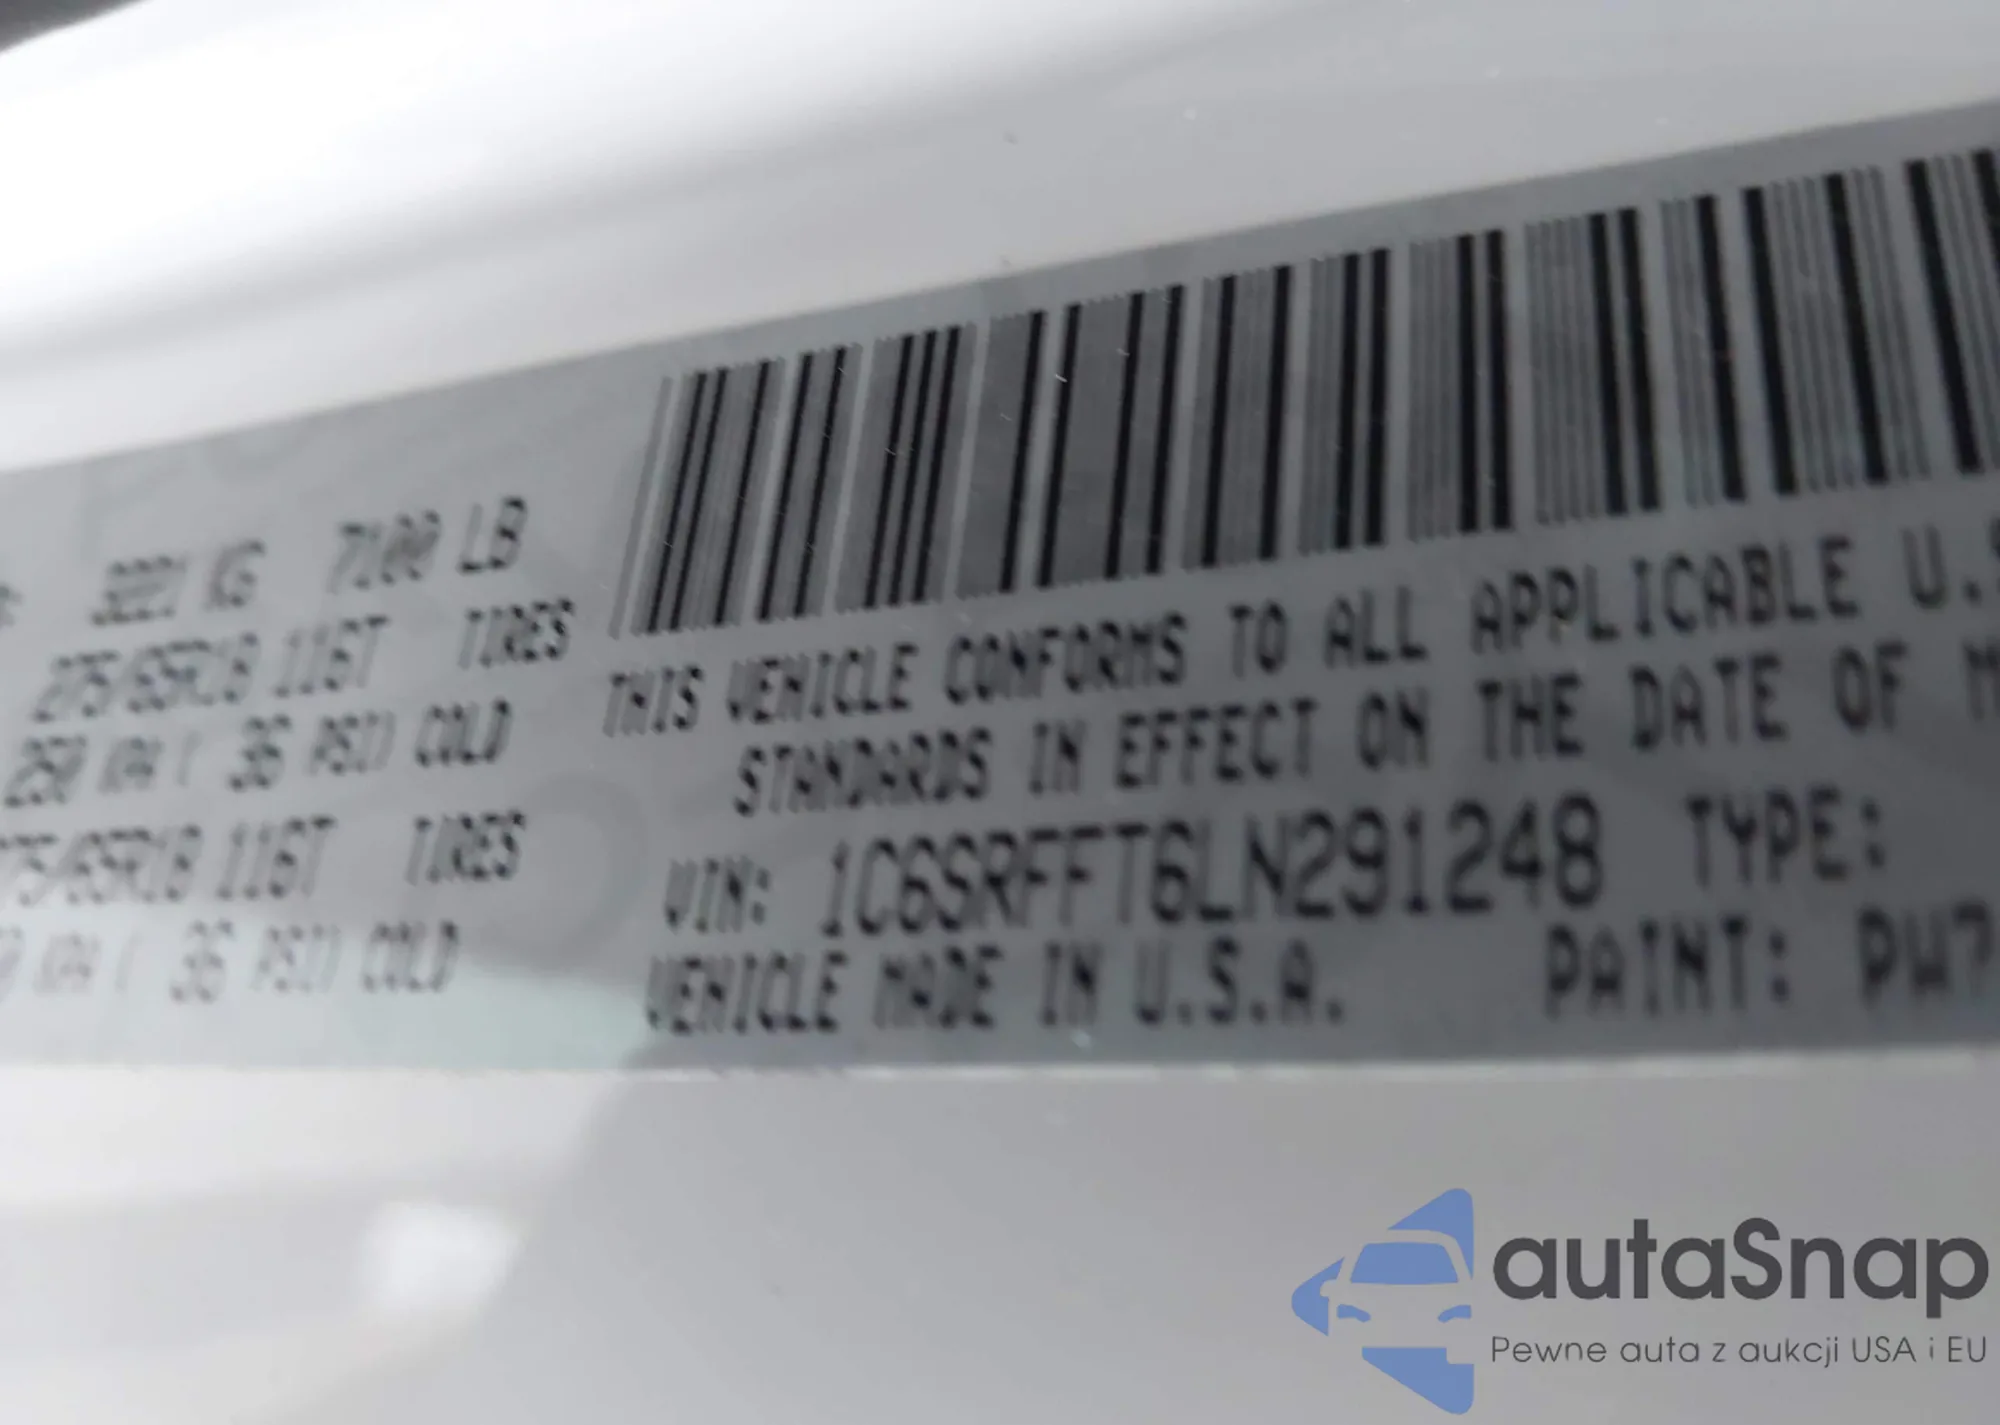 3221 KG 7100 LB
275/65R18 116T TIRES
250 KPA ( 36 PSI) COLD
275/65R18 116T TIRES
KPA ( 36 PSI) COLD
THIS VEHICLE CONFORMS TO ALL APPLICABLE U.S
STANDARDS IN EFFECT ON THE DATE OF M
VIN: 1C6SRFFT6LN291248 TYPE:
VEHICLE MADE IN U.S.A. PAINT: PW7
autaSnap
Pewne auta z aukcji USA i EU